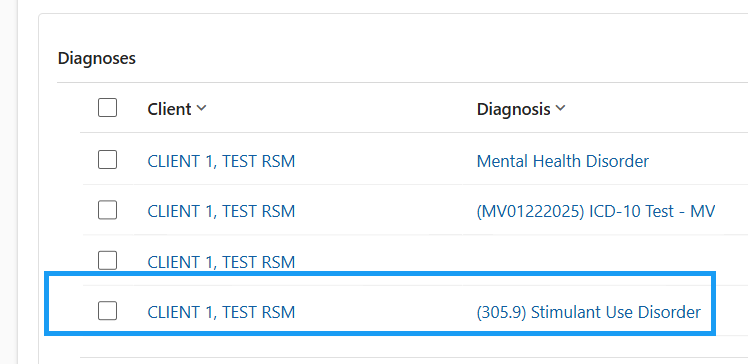 Diagnoses
Client Diagnosis
CLIENT 1, TEST RSM Mental Health Disorder
CLIENT 1, TEST RSM (MV01222025) ICD-10 Test - MV
CLIENT 1, TEST RSM
CLIENT 1, TEST RSM (305.9) Stimulant Use Disorder